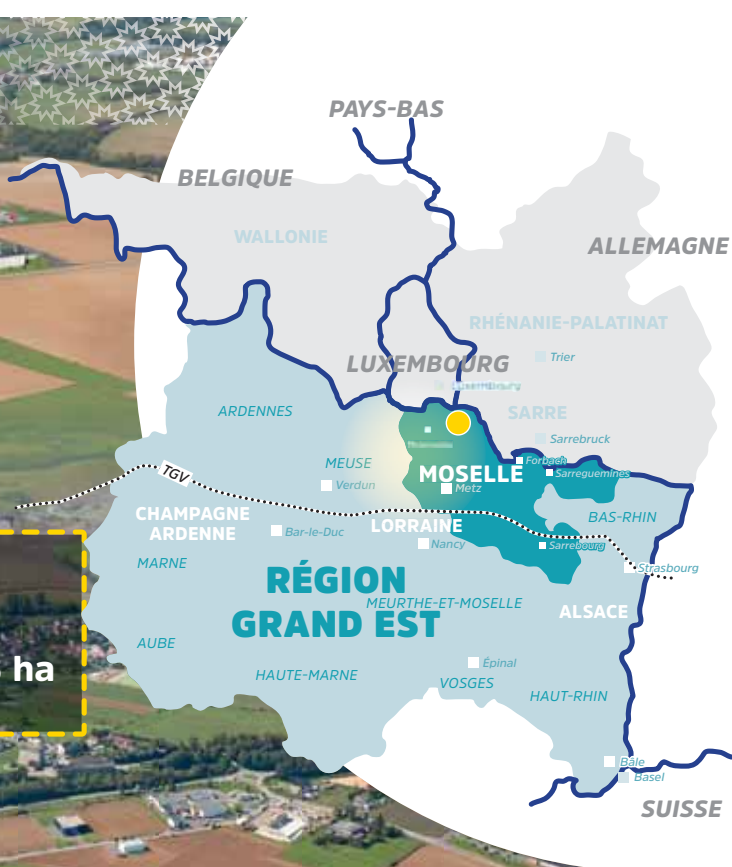 PAYS-BAS
BELGIQUE
WALLONIE
ALLEMAGNE
RHÉNANIE-PALATINAT
LUXEMBOURG
Trier
Luxembourg
ARDENNES
SARRE
Sarrebruck
MEUSE
Forbach
TGV
MOSELLE
Sarreguemines
Verdun
Metz
CHAMPAGNE
ARDENNE
LORRAINE
BAS-RHIN
Bar-le-Duc
Nancy
Sarrebourg
MARNE
Strasbourg
RÉGION
GRAND EST
MEURTHE-ET-MOSELLE
ALSACE
AUBE
ha
Épinal
HAUTE-MARNE
VOSGES
HAUT-RHIN
Bâle
Basel
SUISSE